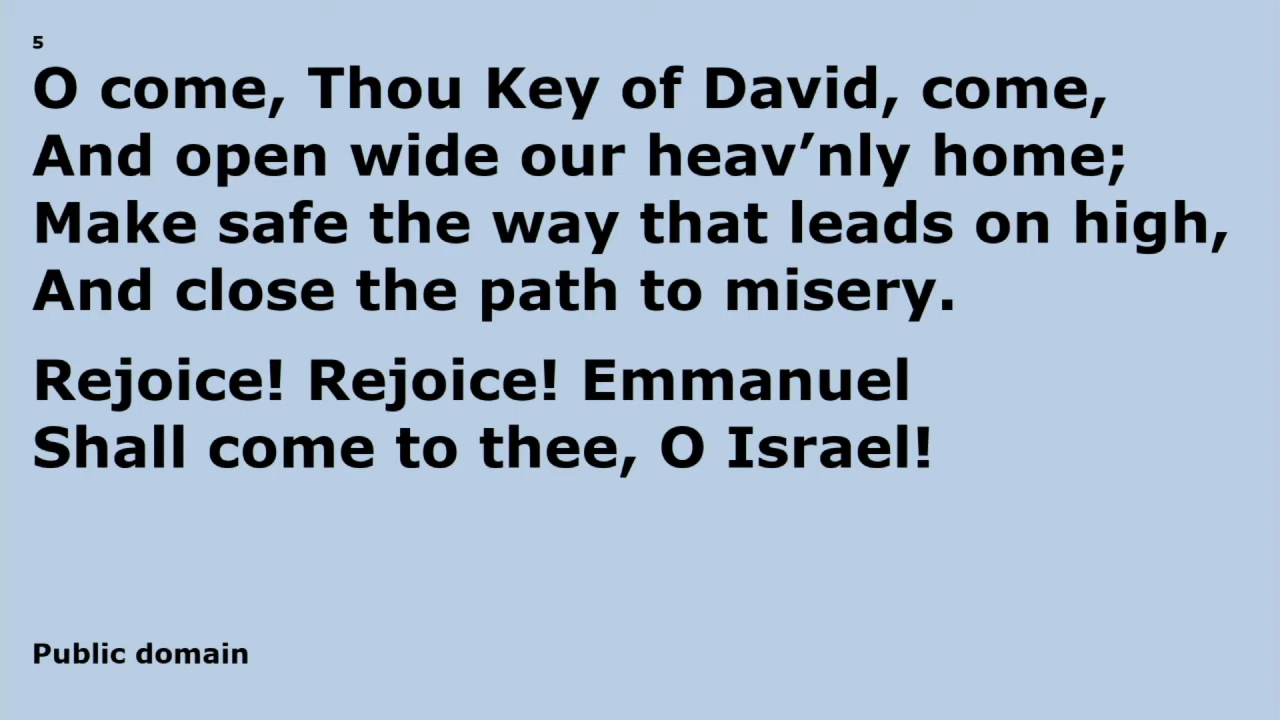 5
O come, Thou Key of David, come,
And open wide our heav’nly home;
Make safe the way that leads on high,
And close the path to misery.
Rejoice! Rejoice! Emmanuel
Shall come to thee, O Israel!
Public domain